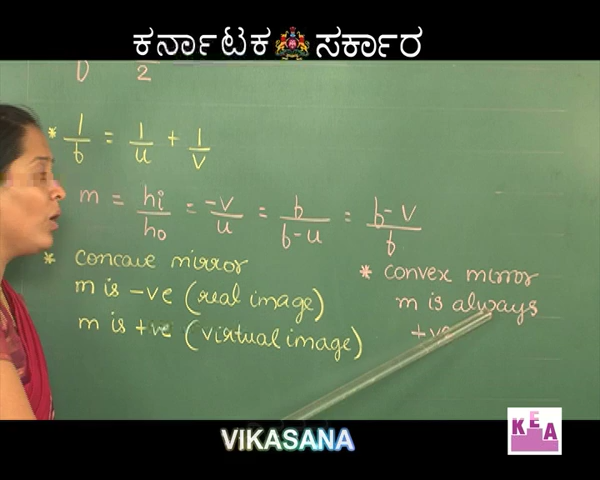 ಕರ್ನಾಟಕ ಸರ್ಕಾರ
2
* 1/f = 1/u + 1/v
m = hi/ho = -v/u = f/f-u = f-v/f
* concave mirror
m is -ve (real image)
m is +ve (virtual image)
* convex mirror
m is always
+ve
VIKASANA
KEA